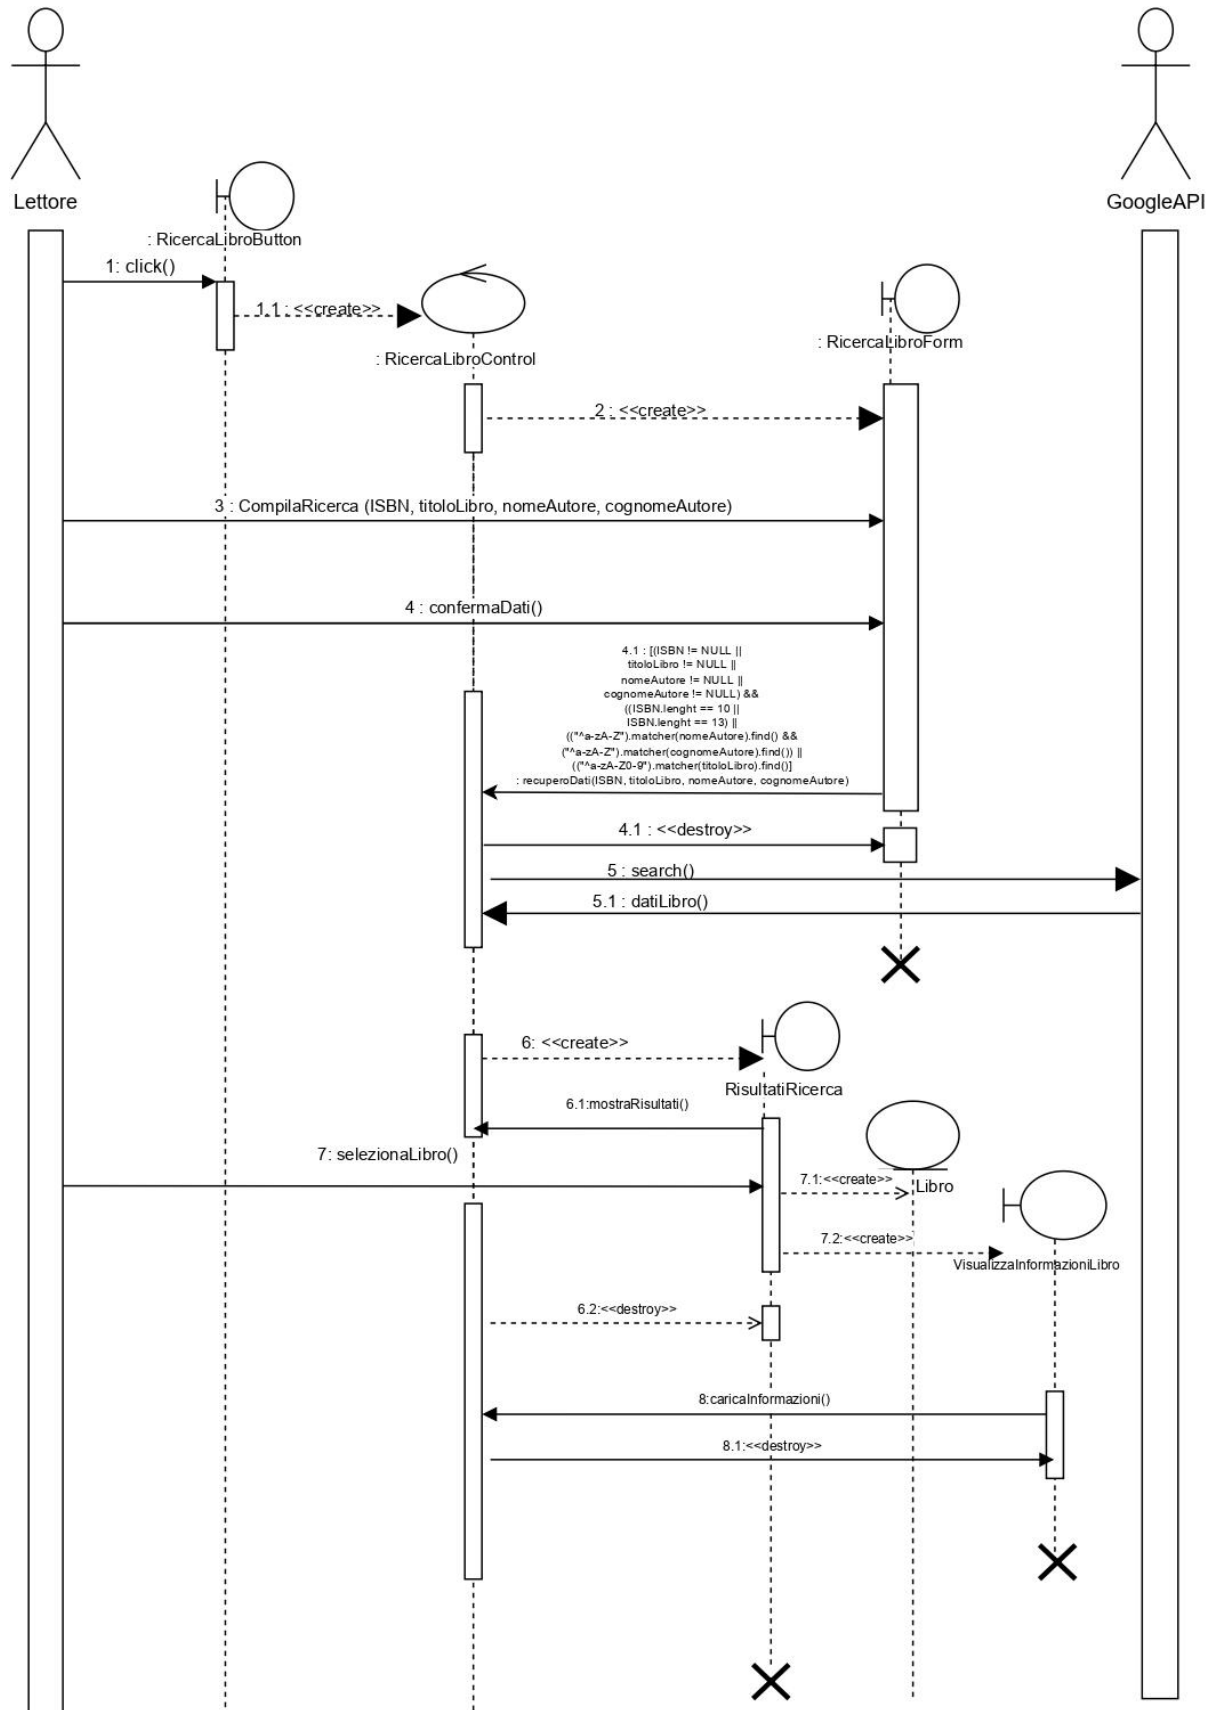 Lettore
GoogleAPI
: RicercaLibroButton
1: click()
1.1 : <<create>>
: RicercaLibroControl
: RicercaLibroForm
2 : <<create>>
3 : CompilaRicerca (ISBN, titoloLibro, nomeAutore, cognomeAutore)
4 : confermaDati()
4.1 : [(ISBN != NULL ||
titoloLibro != NULL ||
nomeAutore != NULL ||
cognomeAutore != NULL) &&
((ISBN.lenght == 10 ||
ISBN.lenght == 13) ||
(("^a-zA-Z").matcher(nomeAutore).find() &&
("^a-zA-Z").matcher(cognomeAutore).find()) ||
(("^a-zA-Z0-9").matcher(titoloLibro).find()]
: recuperoDati(ISBN, titoloLibro, nomeAutore, cognomeAutore)
4.1 : <<destroy>>
5 : search()
5.1 : datiLibro()
6: <<create>>
RisultatiRicerca
6.1:mostraRisultati()
7: selezionaLibro()
7.1:<<create>>
Libro
7.2:<<create>>
VisualizzaInformazioniLibro
6.2:<<destroy>>
8:caricaInformazioni()
8.1:<<destroy>>